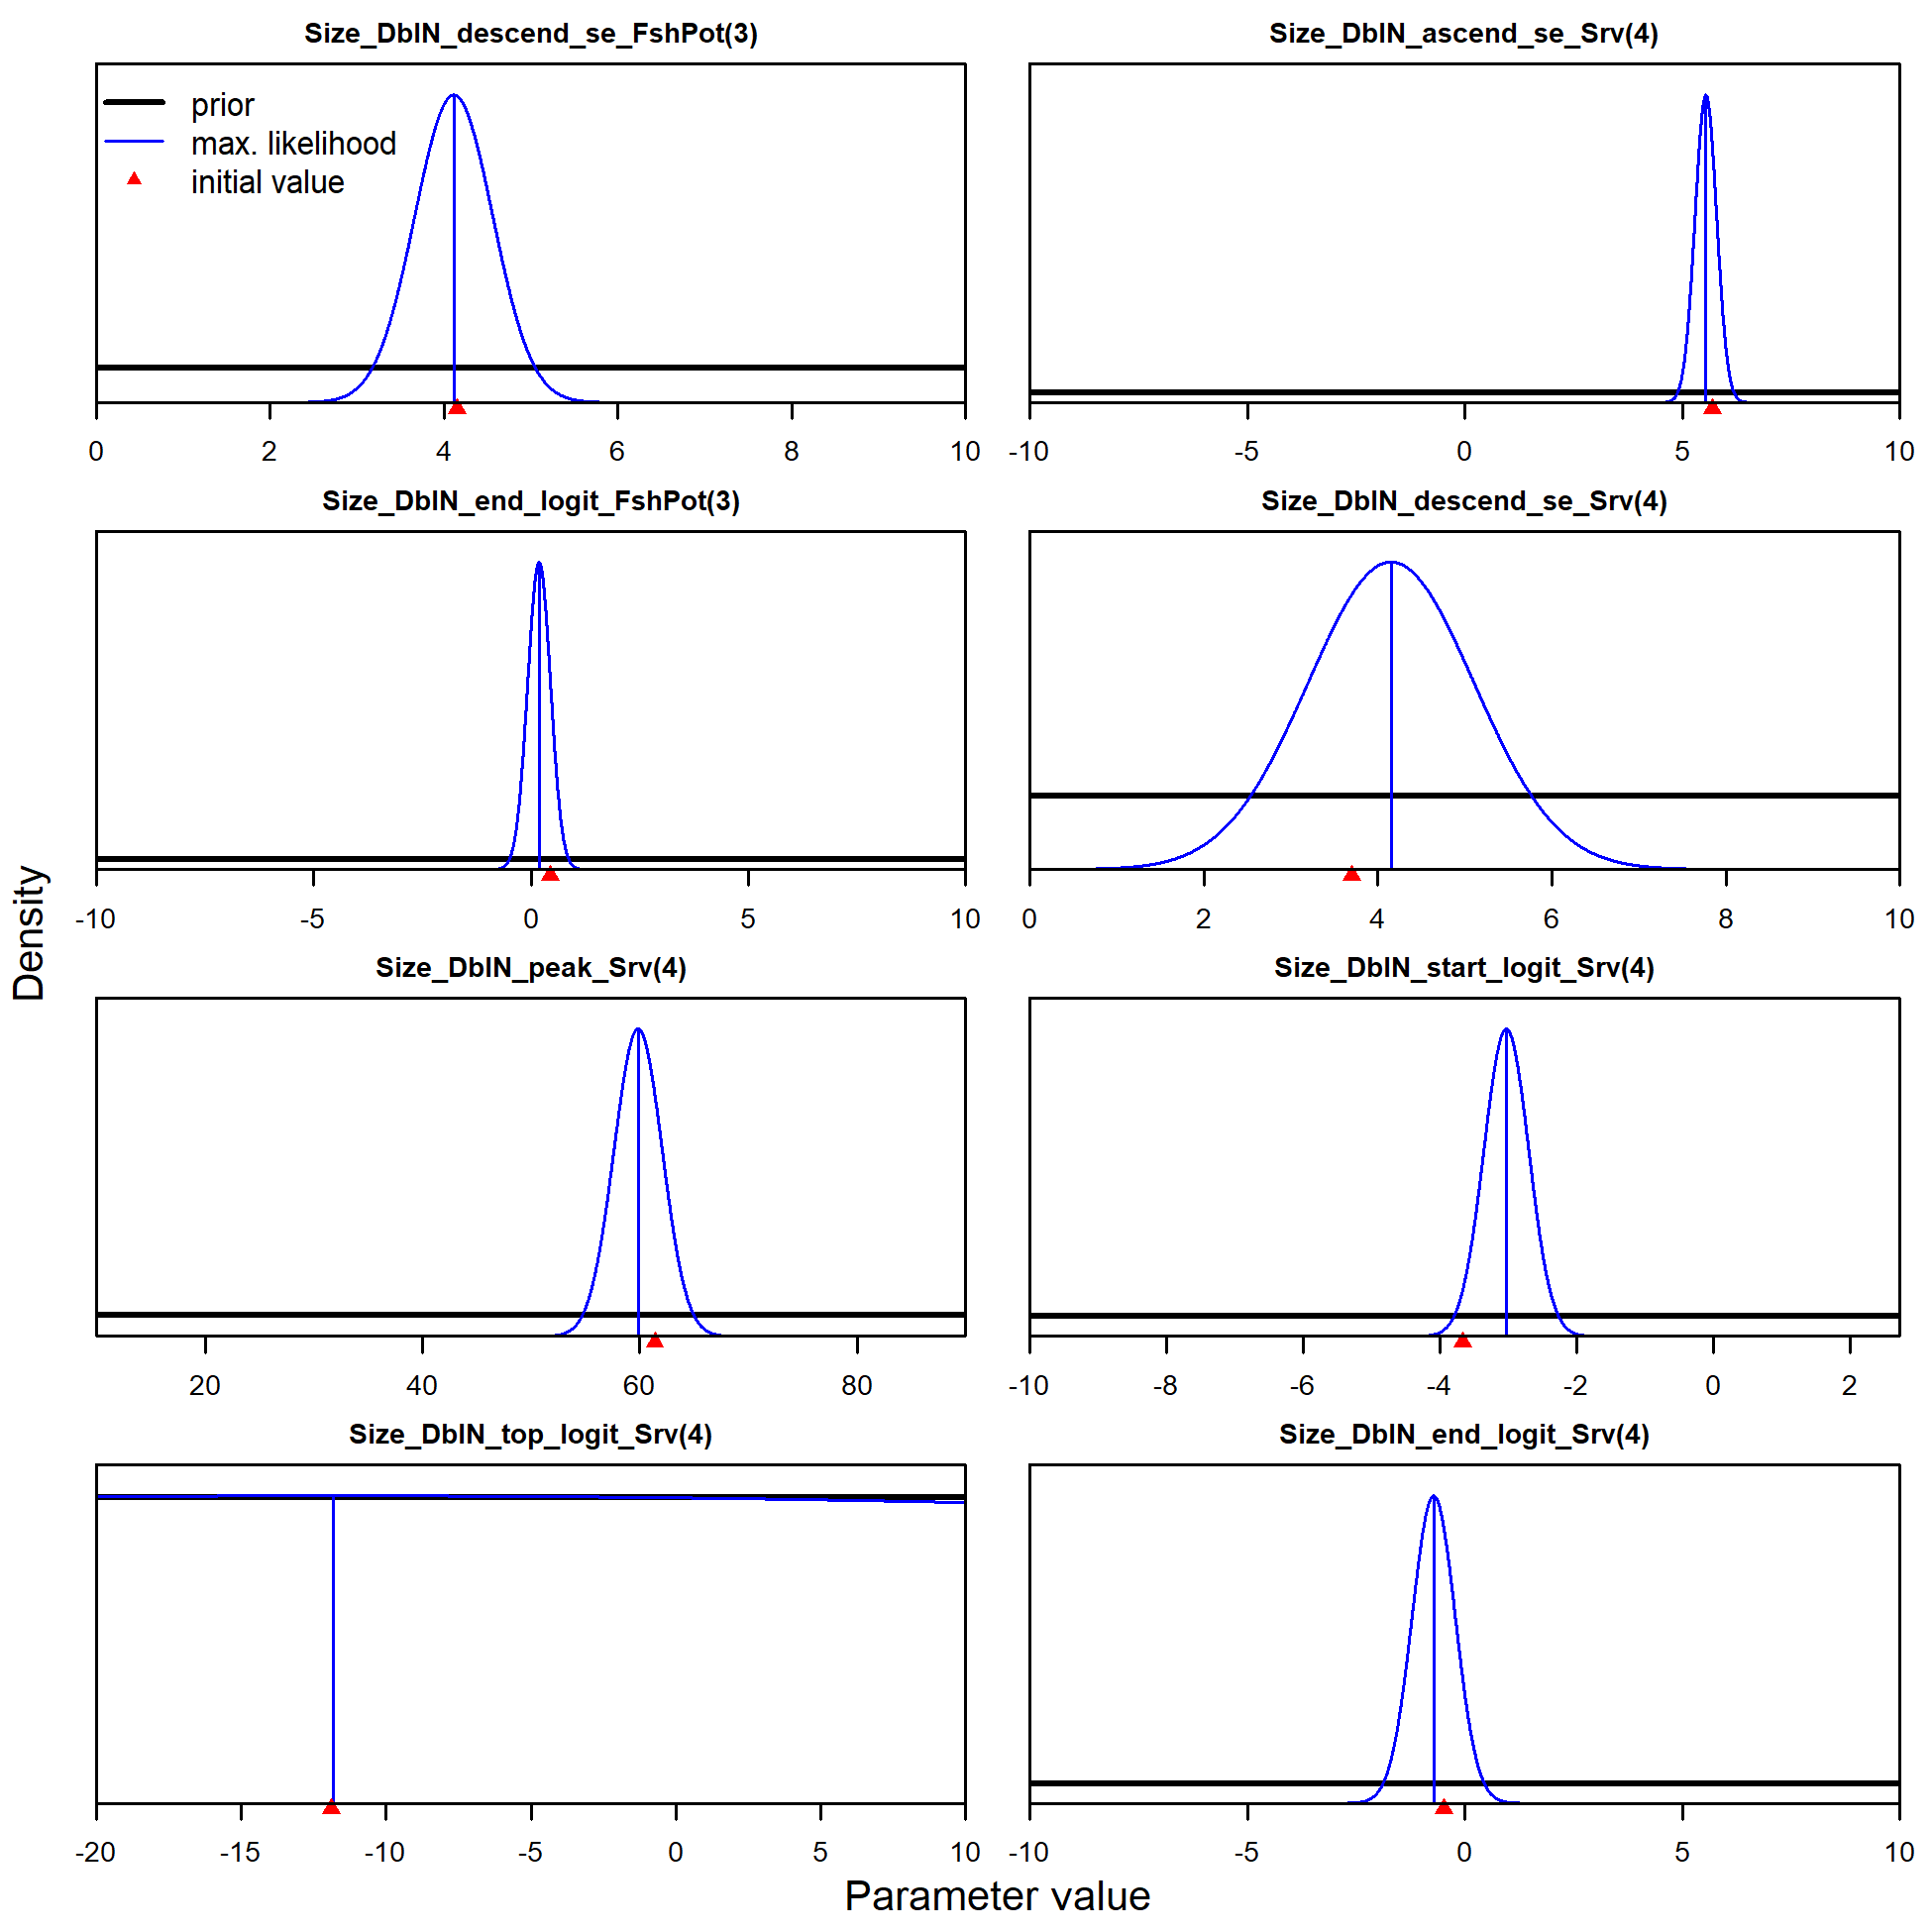 Size_DblN_descend_se_FshPot(3)
prior
max. likelihood
initial value
0 2 4 6 8 10
Size_DblN_ascend_se_Srv(4)
-10 -5 0 5 10
Size_DblN_end_logit_FshPot(3)
-10 -5 0 5 10
Size_DblN_descend_se_Srv(4)
0 2 4 6 8 10
Size_DblN_peak_Srv(4)
20 40 60 80
Size_DblN_start_logit_Srv(4)
-10 -8 -6 -4 -2 0 2
Size_DblN_top_logit_Srv(4)
-20 -15 -10 -5 0 5 10
Size_DblN_end_logit_Srv(4)
-10 -5 0 5 10
Density
Parameter value